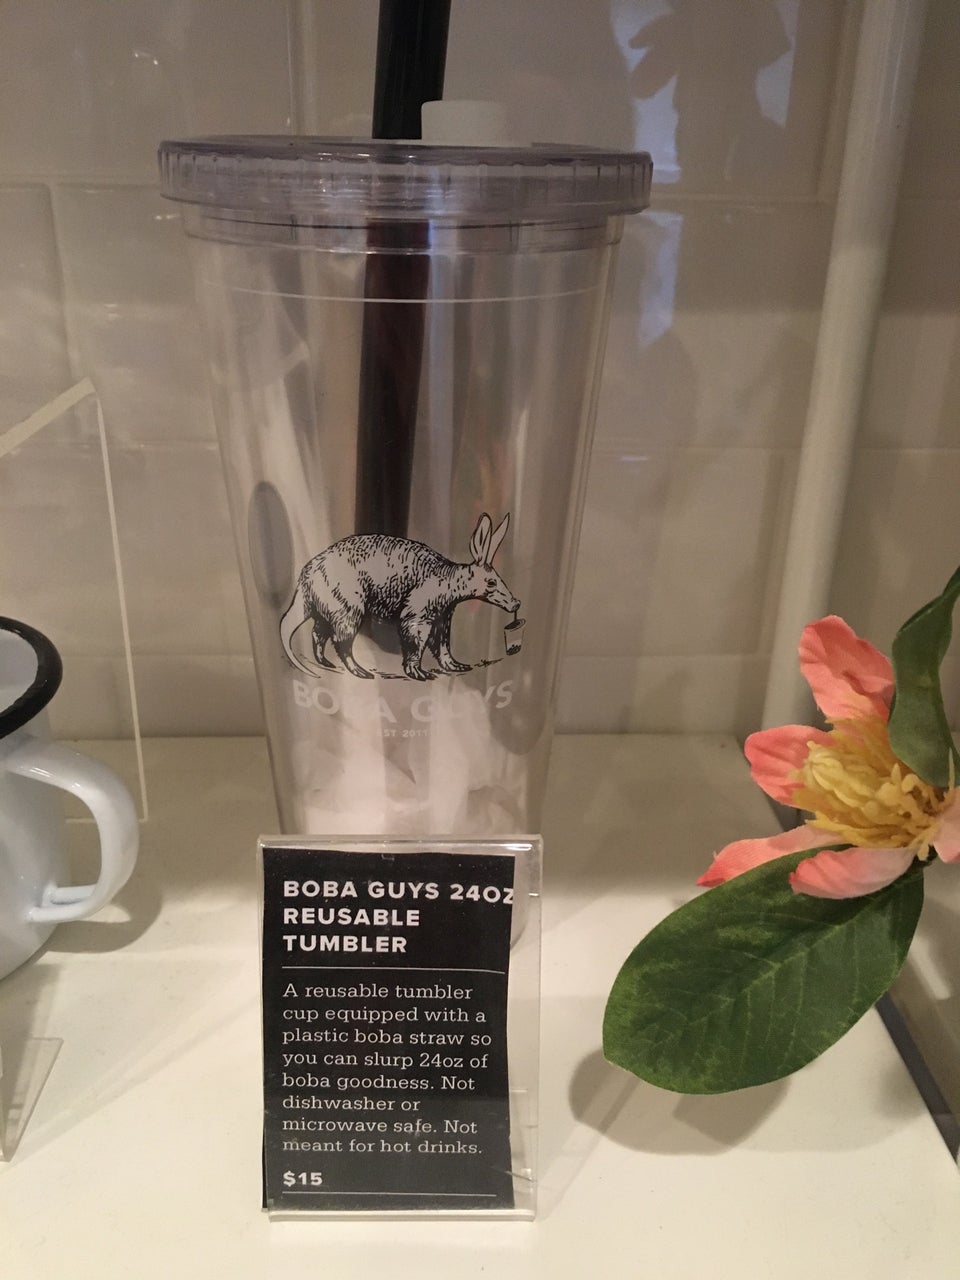 BOBA GUYS
EST 2011
BOBA GUYS 24OZ
REUSABLE
TUMBLER
A reusable tumbler
cup equipped with a
plastic boba straw so
you can slurp 24oz of
boba goodness. Not
dishwasher or
microwave safe. Not
meant for hot drinks.
$15